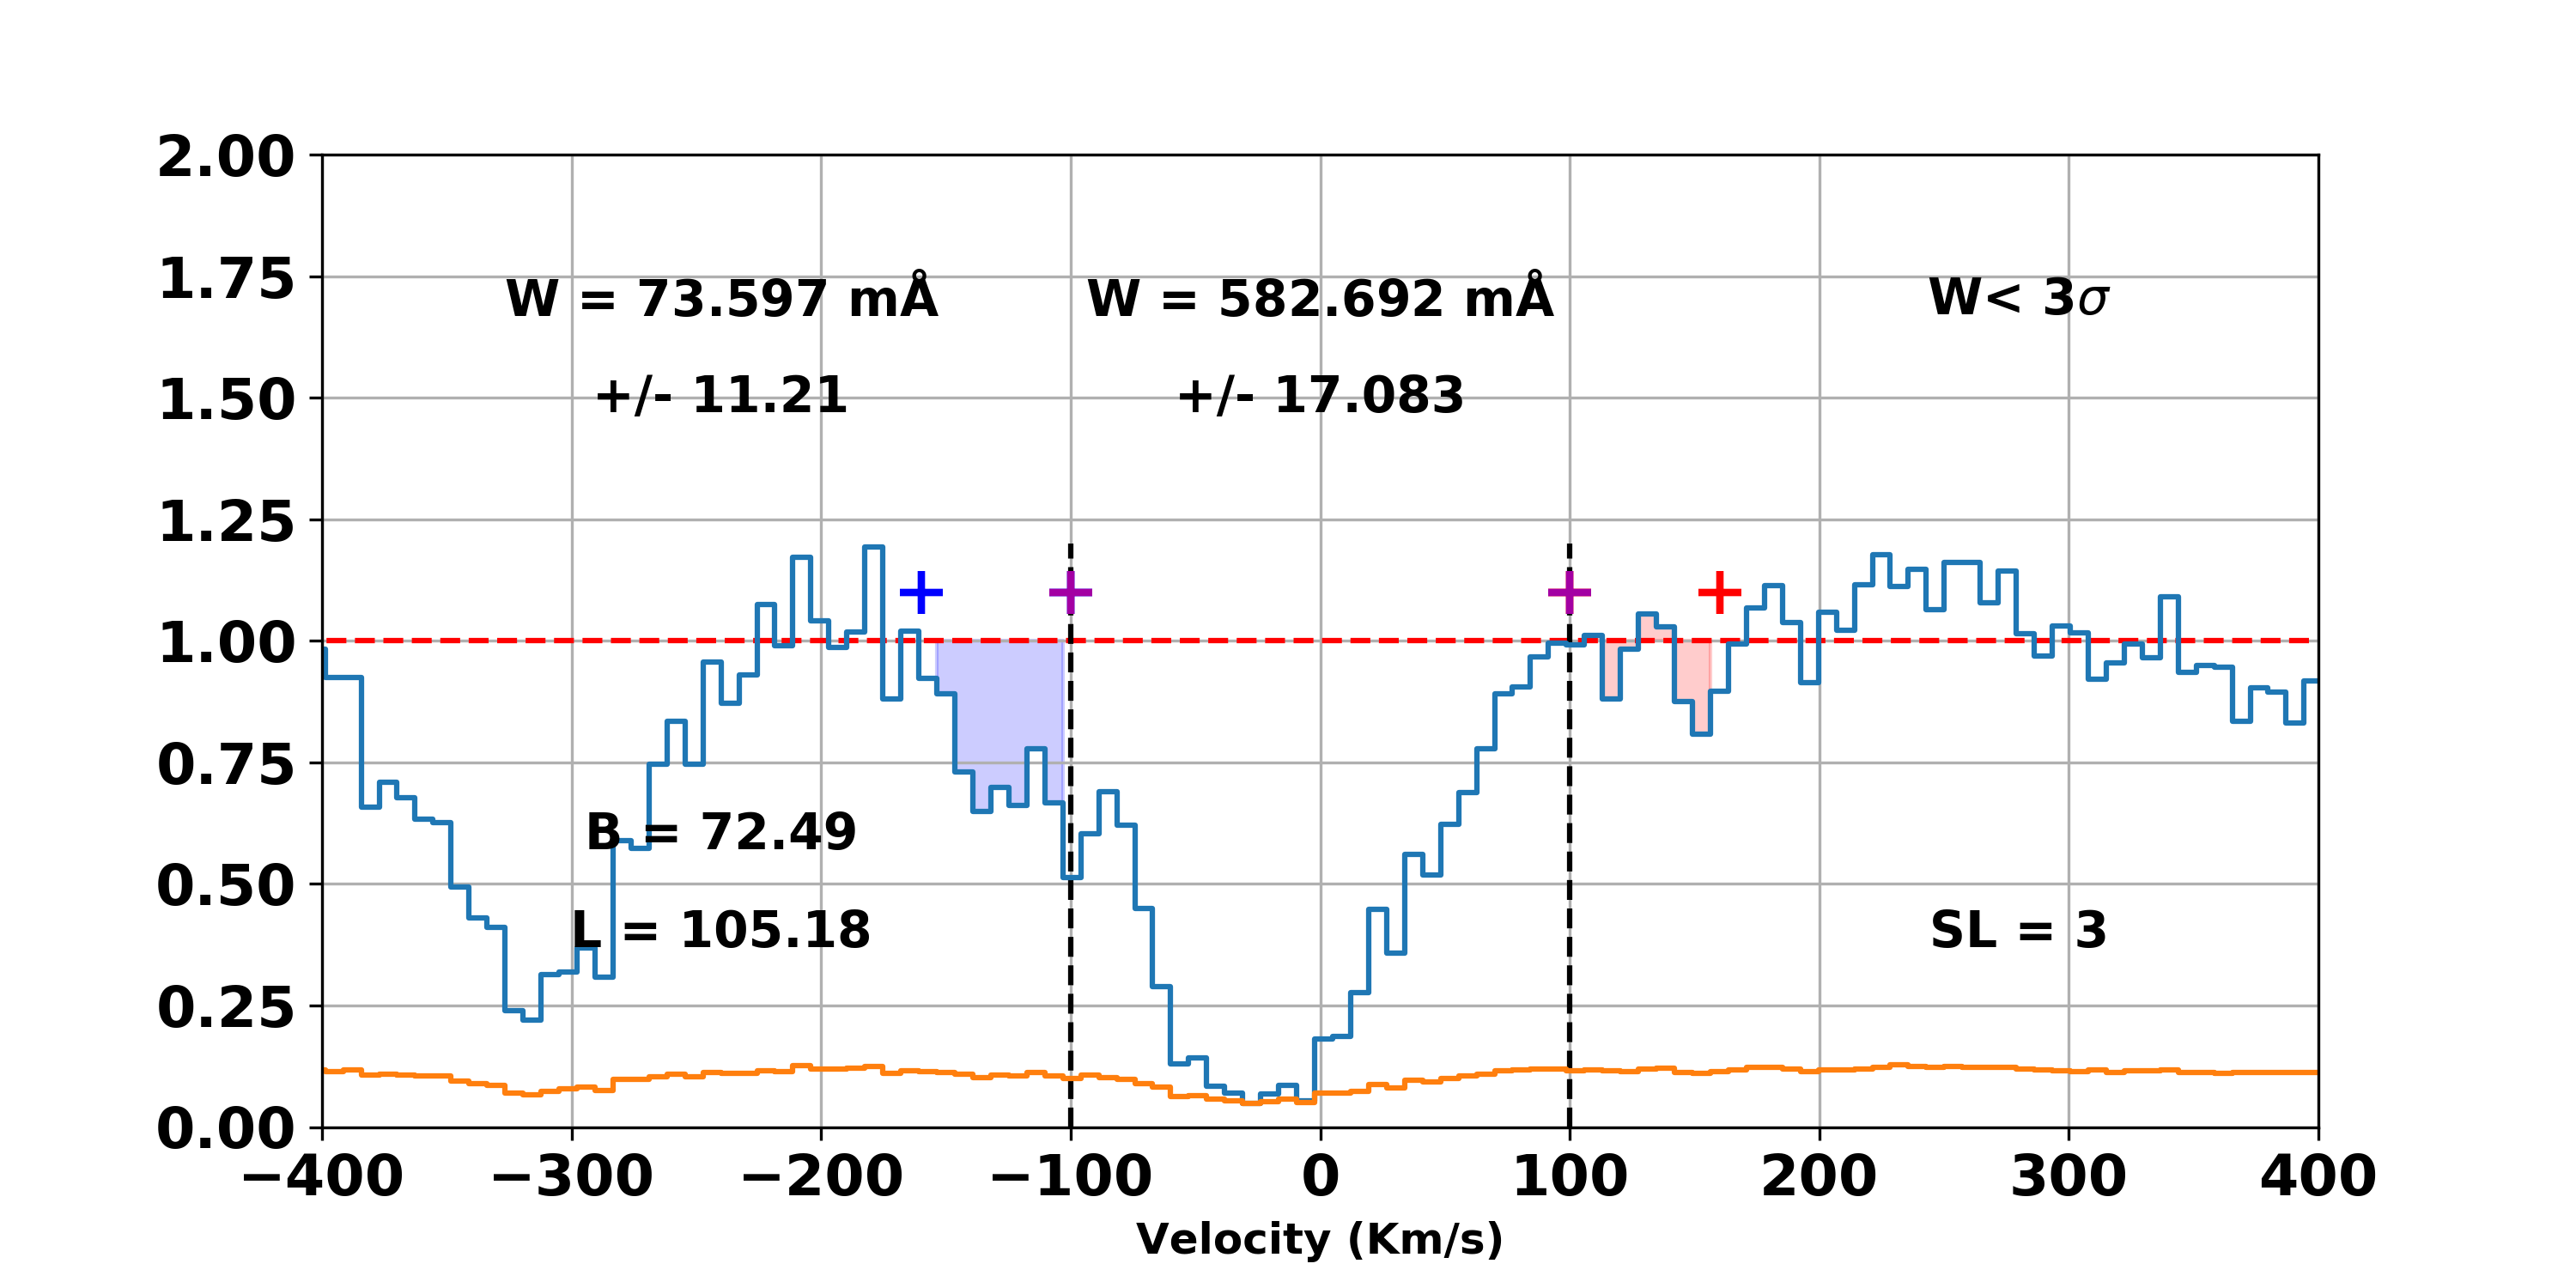 2.00
1.75
W = 73.597 mÅ W = 582.692 mÅ W< 3σ
1.50
+/- 11.21 +/- 17.083
1.25
1.00
0.75
B = 72.49
0.50
L = 105.18 SL = 3
0.25
0.00
−400 −300 −200 −100 0 100 200 300 400
Velocity (Km/s)